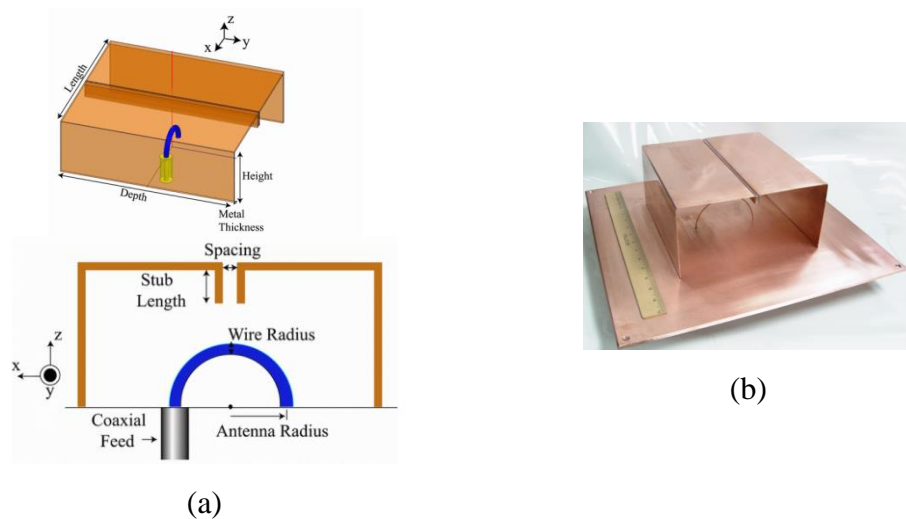 z
x y
Length
Height
Depth
Metal
Thickness
Spacing
Stub
Length
Wire Radius
z
x
y
Coaxial
Feed
Antenna Radius
(a)
(b)